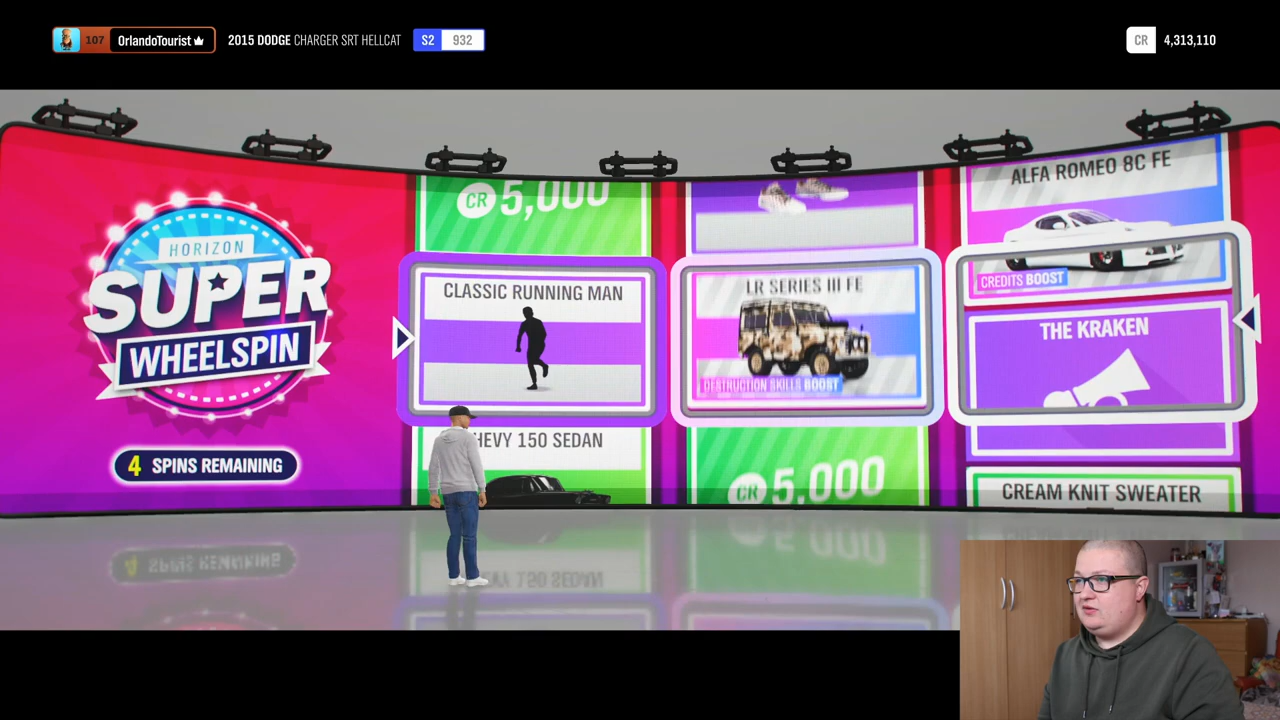 107 OrlandoTourist 2015 DODGE CHARGER SRT HELLCAT S2 932
CR 4,313,110
HORIZON
SUPER
WHEELSPIN
4 SPINS REMAINING
CR 5,000
CLASSIC RUNNING MAN
CHEVY 150 SEDAN
LR SERIES III FE
DESTRUCTION SKILLS BOOST
CR 5,000
ALFA ROMEO 8C FE
CREDITS BOOST
THE KRAKEN
CREAM KNIT SWEATER